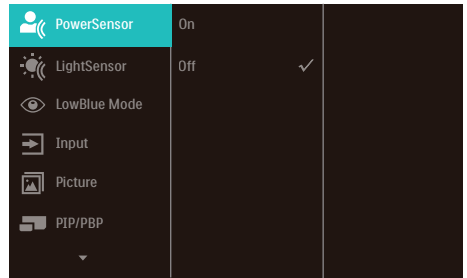 PowerSensor
LightSensor
LowBlue Mode
Input
Picture
PIP/PBP
On
Off